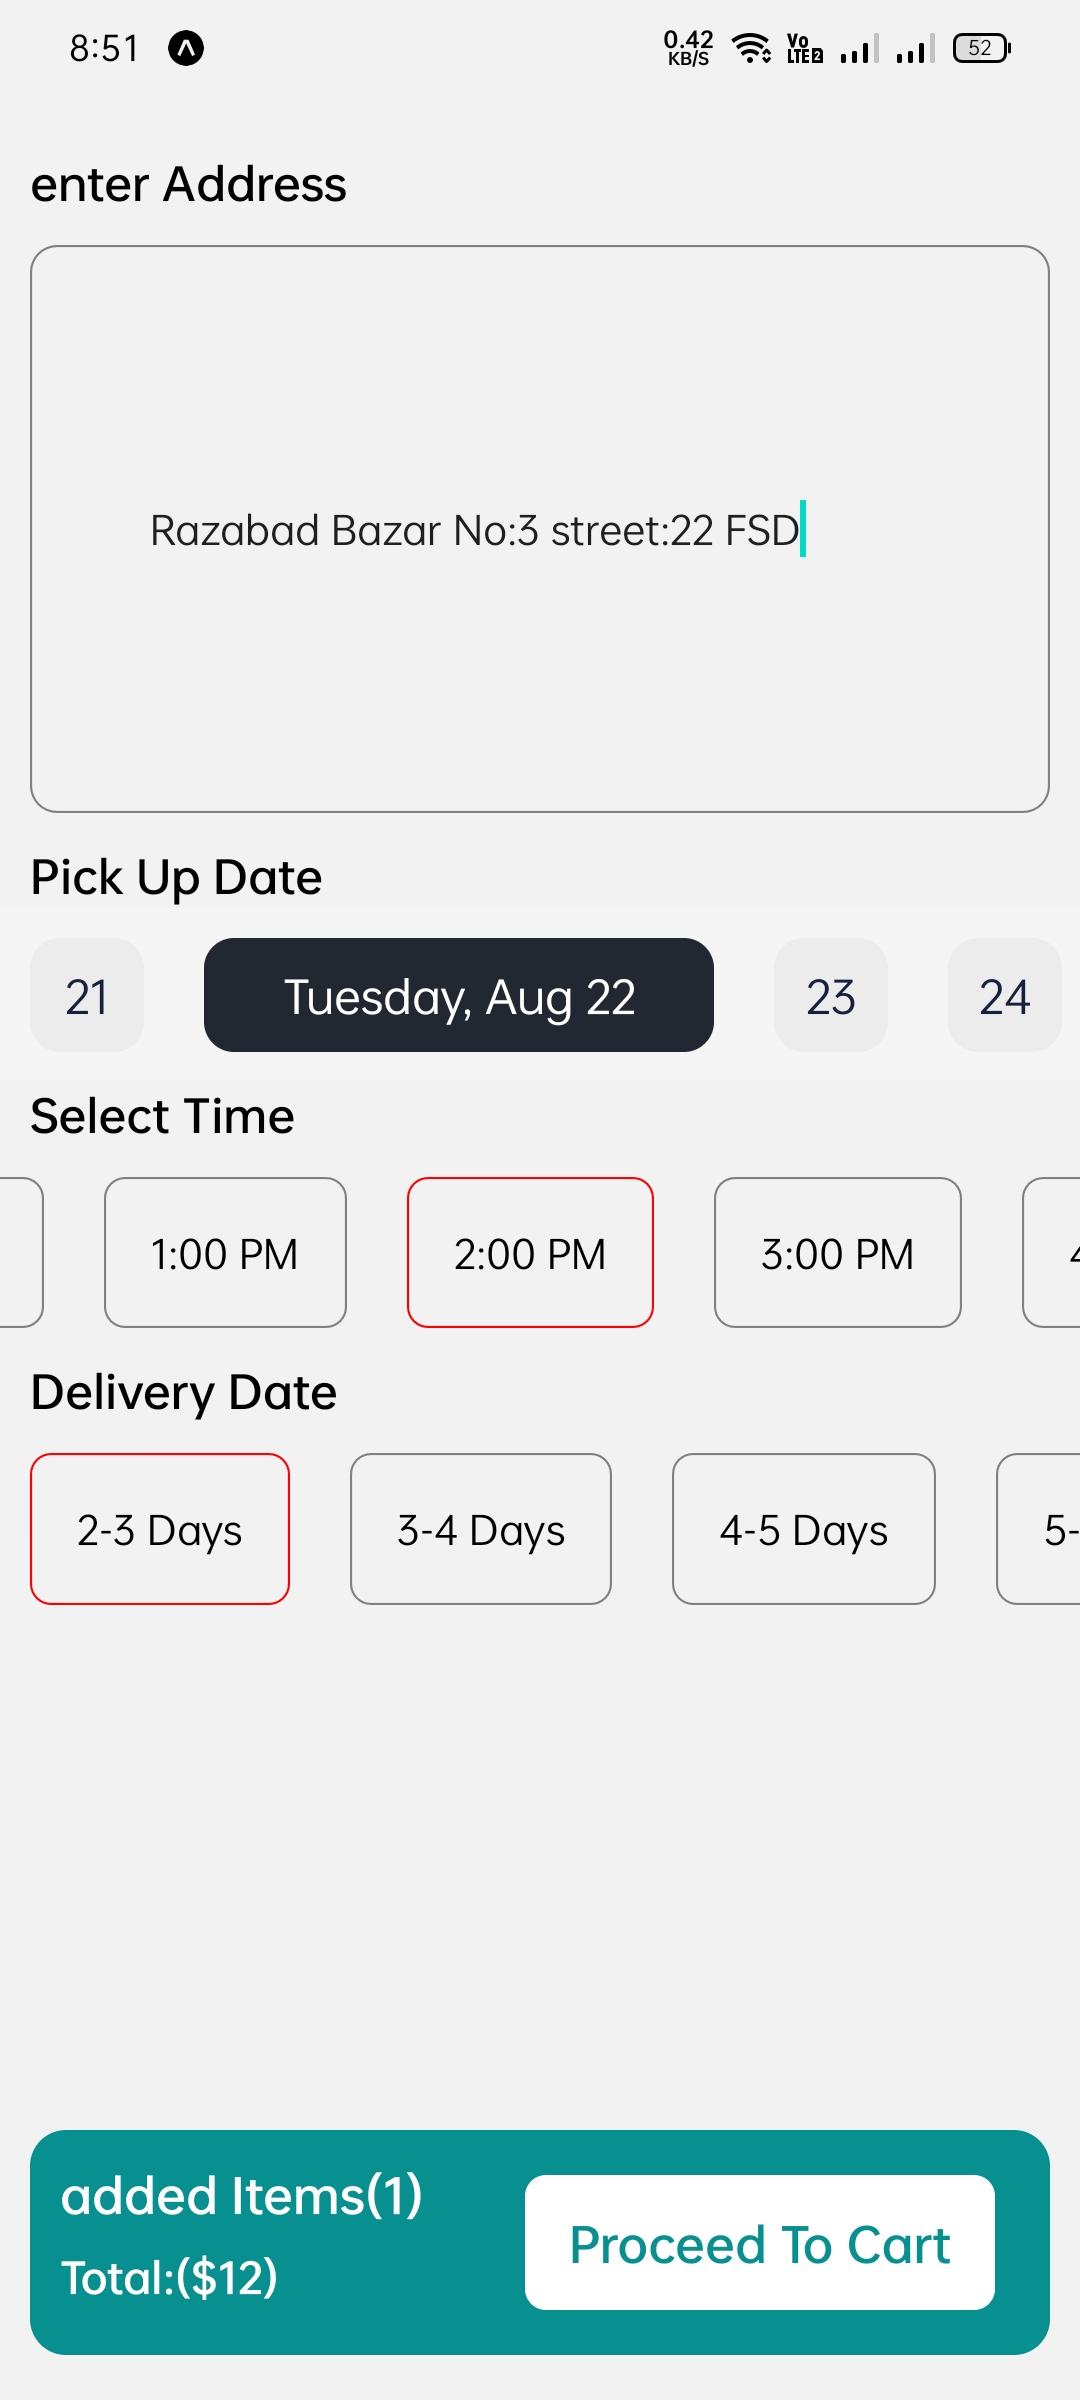 8:51 0.42 KB/S Vo LTE 2 52
enter Address
Razabad Bazar No:3 street:22 FSD
Pick Up Date
21 Tuesday, Aug 22 23 24
Select Time
1:00 PM 2:00 PM 3:00 PM
Delivery Date
2-3 Days 3-4 Days 4-5 Days 5-
added Items(1)
Total:($12)
Proceed To Cart